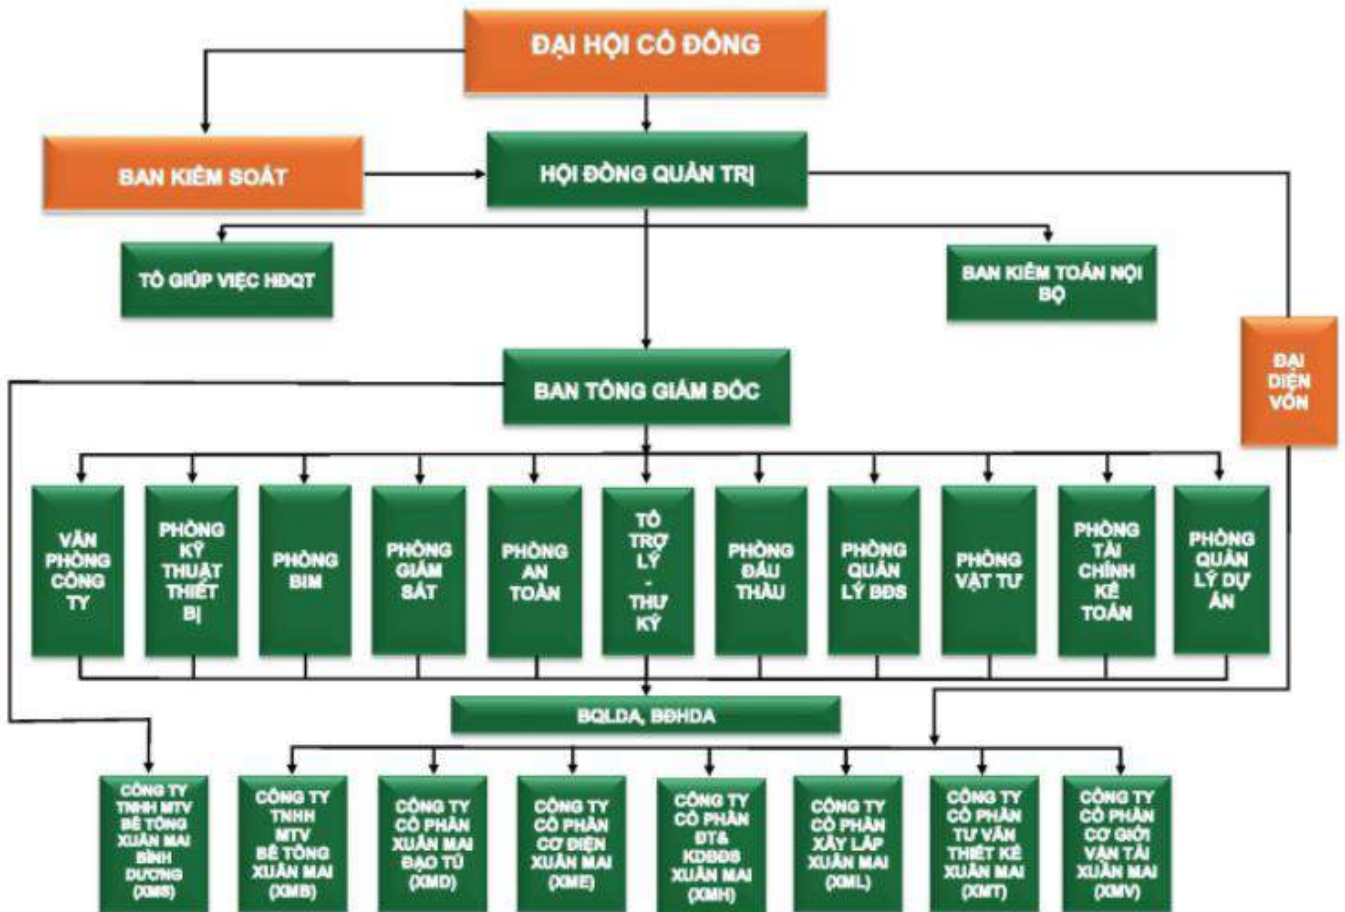 ĐẠI HỘI CỔ ĐÔNG
BAN KIỂM SOÁT
HỘI ĐỒNG QUẢN TRỊ
TỔ GIÚP VIỆC HĐQT
BAN KIỂM TOÁN NỘI
BỘ
ĐẠI
DIỆN
VỐN
BAN TỔNG GIÁM ĐỐC
VĂN
PHÒNG
CÔNG
TY
PHÒNG
KỸ
THUẬT
THIẾT
BỊ
PHÒNG
BIM
PHÒNG
GIÁM
SÁT
PHÒNG
AN
TOÀN
TỔ
TRỢ
LÝ
-
THƯ
KÝ
PHÒNG
ĐẤU
THẦU
PHÒNG
QUẢN
LÝ BĐS
PHÒNG
VẬT TƯ
PHÒNG
TÀI
CHÍNH
KẾ
TOÁN
PHÒNG
QUẢN
LÝ DỰ
ÁN
BQLDA, BĐHDA
CÔNG TY
TNHH MTV
BÊ TÔNG
XUÂN MAI
BÌNH
DƯƠNG
(XMS)
CÔNG TY
TNHH
MTV
BÊ TÔNG
XUÂN MAI
(XMB)
CÔNG TY
CỔ PHẦN
XUÂN MAI
ĐẠO TÚ
(XMD)
CÔNG TY
CỔ PHẦN
CƠ ĐIỆN
XUÂN MAI
(XME)
CÔNG TY
CỔ PHẦN
ĐT&
KDBĐS
XUÂN MAI
(XMH)
CÔNG TY
CỔ PHẦN
XÂY LẮP
XUÂN MAI
(XML)
CÔNG TY
CỔ PHẦN
TƯ VẤN
THIẾT KẾ
XUÂN MAI
(XMT)
CÔNG TY
CỔ PHẦN
CƠ GIỚI
VẬN TẢI
XUÂN MAI
(XMV)